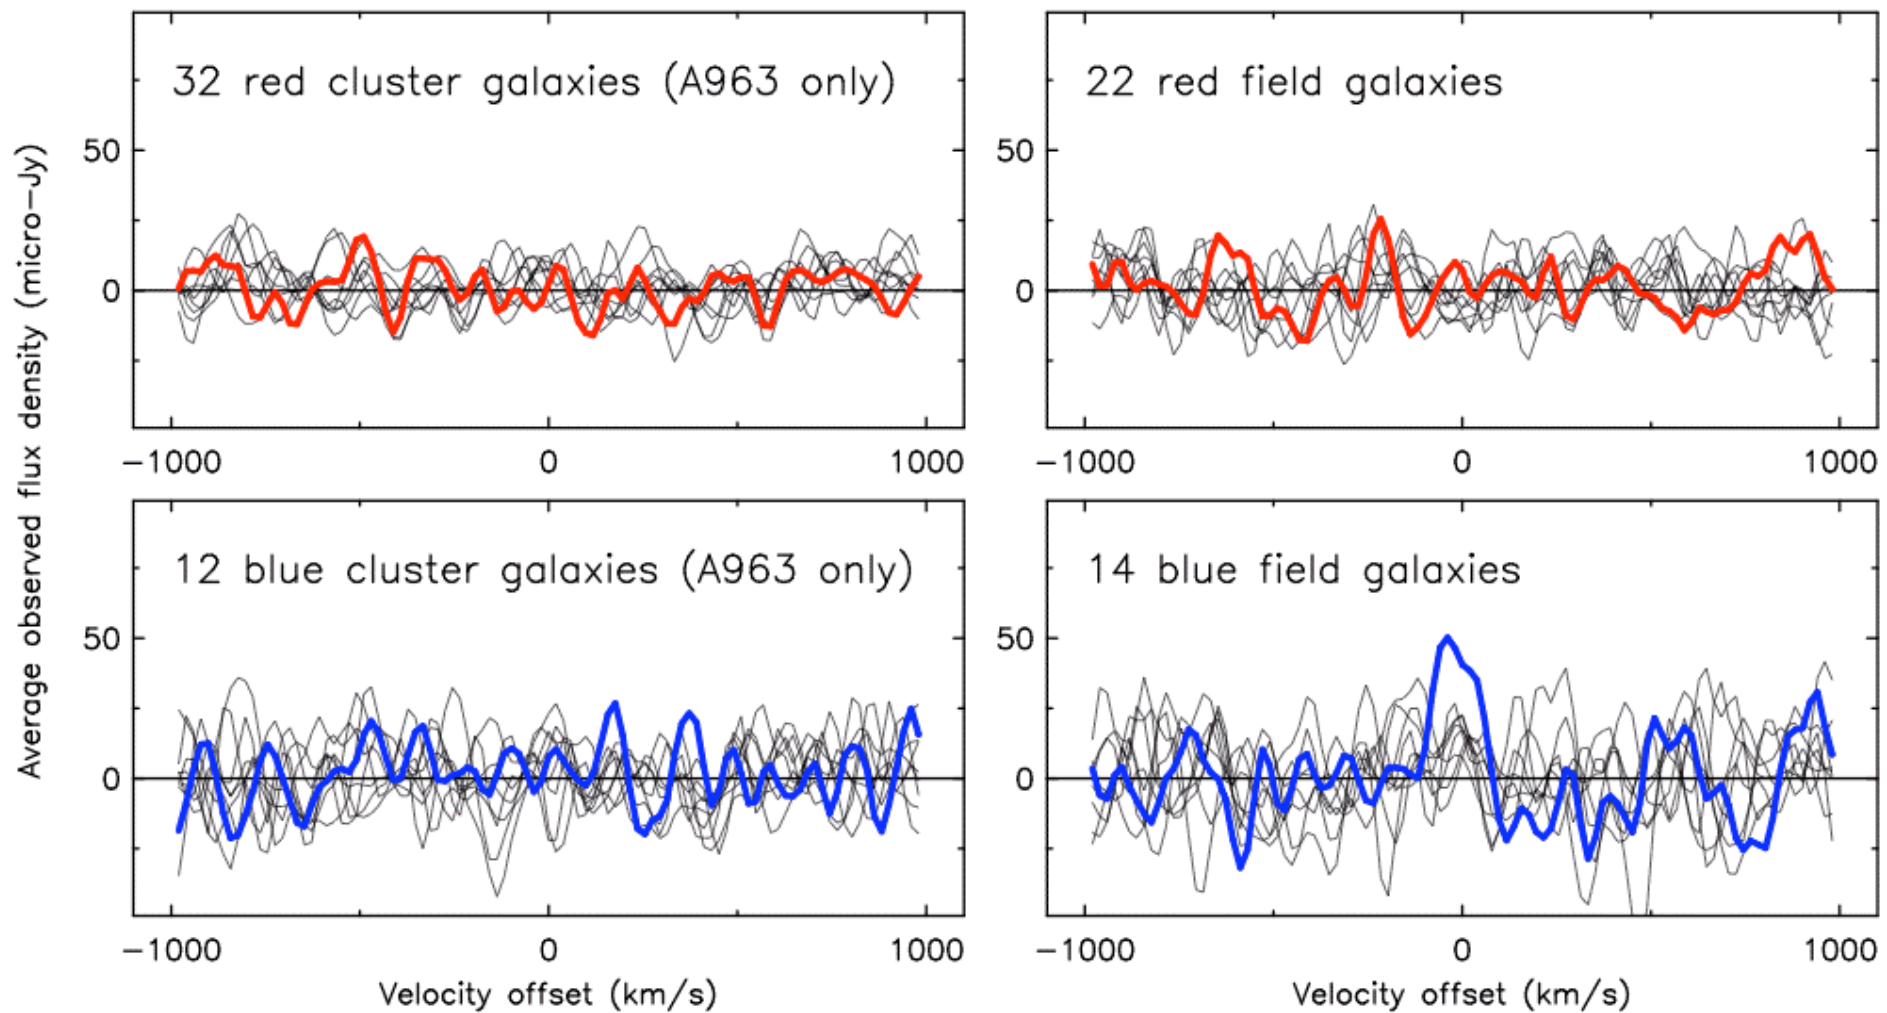 Average observed flux density (micro-Jy)
32 red cluster galaxies (A963 only)
50
0
-1000 0 1000
22 red field galaxies
50
0
-1000 0 1000
12 blue cluster galaxies (A963 only)
50
0
-1000 0 1000
Velocity offset (km/s)
14 blue field galaxies
50
0
-1000 0 1000
Velocity offset (km/s)